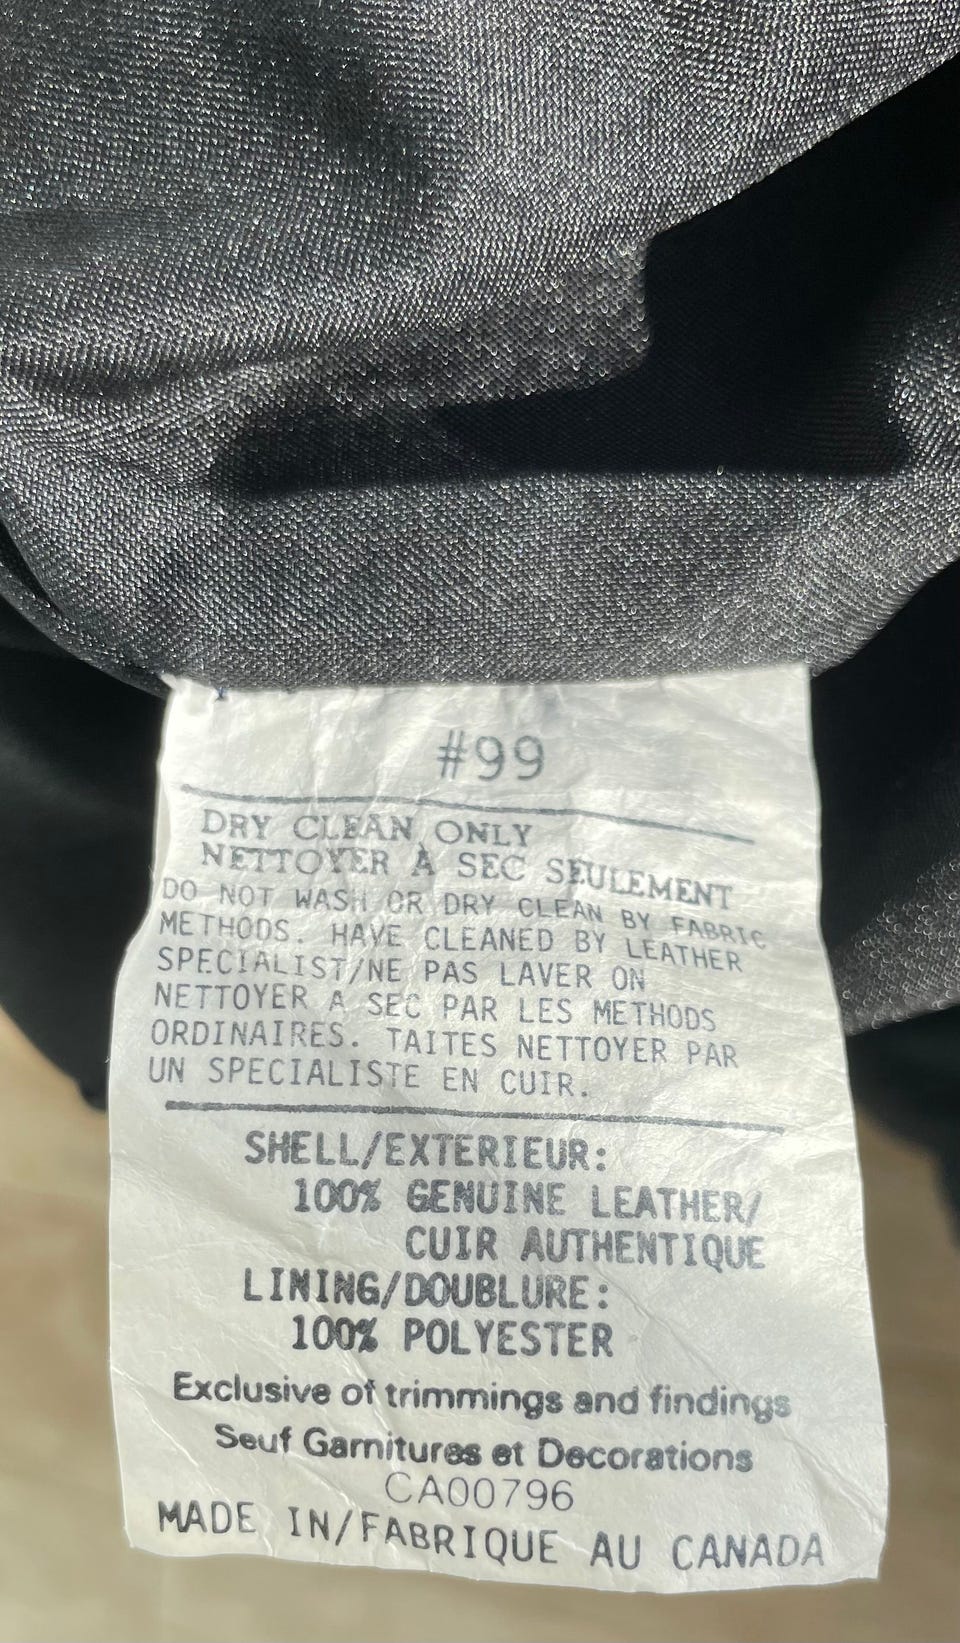 #99
DRY CLEAN ONLY
NETTOYER À SEC SEULEMENT
DO NOT WASH OR DRY CLEAN BY FABRIC
METHODS. HAVE CLEANED BY LEATHER
SPECIALIST/NE PAS LAVER ON
NETTOYER A SEC PAR LES METHODS
ORDINAIRES. TAITES NETTOYER PAR
UN SPECIALISTE EN CUIR.
SHELL/EXTERIEUR:
100% GENUINE LEATHER/
CUIR AUTHENTIQUE
LINING/DOUBLURE:
100% POLYESTER
Exclusive of trimmings and findings
Seuf Garnitures et Decorations
CA00796
MADE IN/FABRIQUE AU CANADA